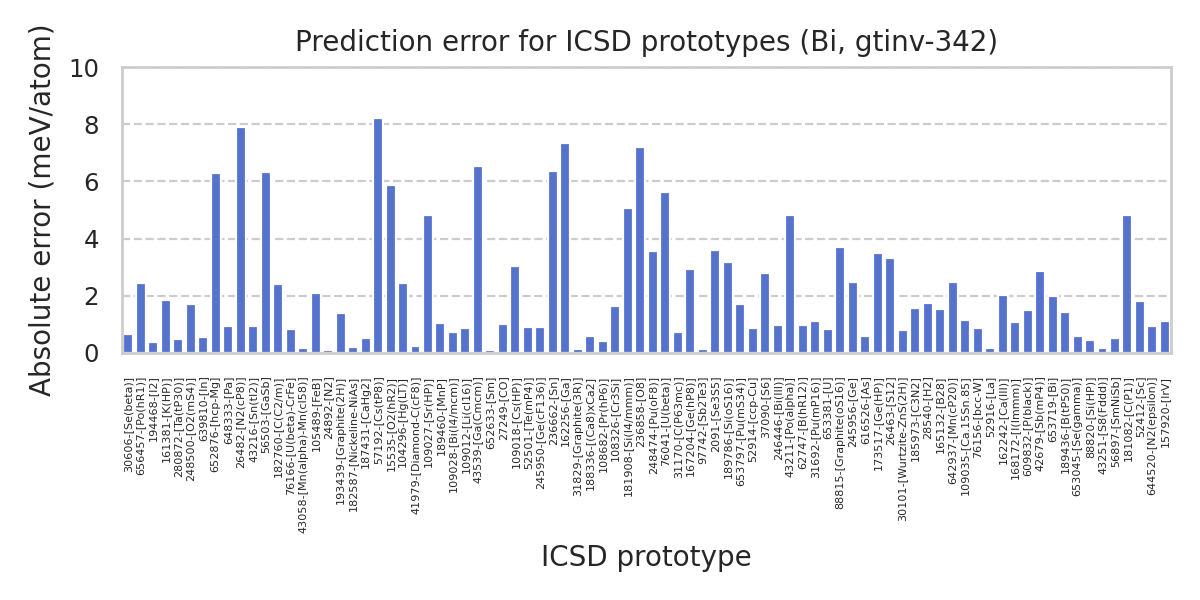 Prediction error for ICSD prototypes (Bi, gtinv-342)
Absolute error (meV/atom)
10
8
6
4
2
0
30606-[Se(beta)]
656457-[Po(hR1)]
194468-[I2]
161381-[K(HP)]
280872-[Ta(tP30)]
248500-[O2(mS4)]
639810-[In]
652876-[hcp-Mg]
648333-[Pa]
26482-[N2(cP8)]
43216-[Sn(tI2)]
56503-[GaSb]
182760-[C(C2/m)]
76166-[U(beta)-CrFe]
43058-[Mn(alpha)-Mn(cI58)]
105489-[FeB]
24892-[N2]
193439-[Graphite(2H)]
182587-[Nickeline-NiAs]
187431-[CaHg2]
57192-[Cs(tP8)]
15535-[O2(hR2)]
104296-[Hg(LT)]
41979-[Diamond-C(cF8)]
109027-[Sr(HP)]
189460-[MnP]
109028-[Bi(I4/mcm)]
109012-[Li(cI16)]
43539-[Ga(Cmcm)]
652633-[Sm]
27249-[CO]
109018-[Cs(HP)]
52501-[Te(mP4)]
245950-[Ge(cF136)]
236662-[Sn]
162256-[Ga]
31829-[Graphite(3R)]
188336-[(Ca8)xCa2]
108682-[Pr(hP6)]
108326-[Cr3Si]
181908-[Si(I4/mmm)]
236858-[O8]
248474-[Pu(oF8)]
76041-[U(beta)]
31170-[C(P63mc)]
167204-[Ge(hP8)]
97742-[Sb2Te3]
2091-[Se3S5]
189786-[Si(oS16)]
653797-[Pu(mS34)]
52914-[ccp-Cu]
37090-[S6]
246446-[Bi(III)]
43211-[Po(alpha)]
62747-[B(hR12)]
31692-[Pu(mP16)]
653381-[U]
88815-[Graphite(oS16)]
245956-[Ge]
616526-[As]
173517-[Ge(HP)]
26463-[S12]
30101-[Wurtzite-ZnS(2H)]
185973-[C3N2]
28540-[H2]
165132-[B28]
642937-[Mn(cP20)]
109035-[Ca.15Sn.85]
76156-[bcc-W]
52916-[La]
162242-[Ca(III)]
168172-[I(Immm)]
609832-[P(black)]
42679-[Sb(mP4)]
653719-[Bi]
189436-[B(tP50)]
653045-[Se(gamma)]
88820-[Si(HP)]
43251-[S8(Fddd)]
56897-[SmNiSb]
181082-[C(P1)]
52412-[Sc]
644520-[N2(epsilon)]
157920-[IrV]
ICSD prototype